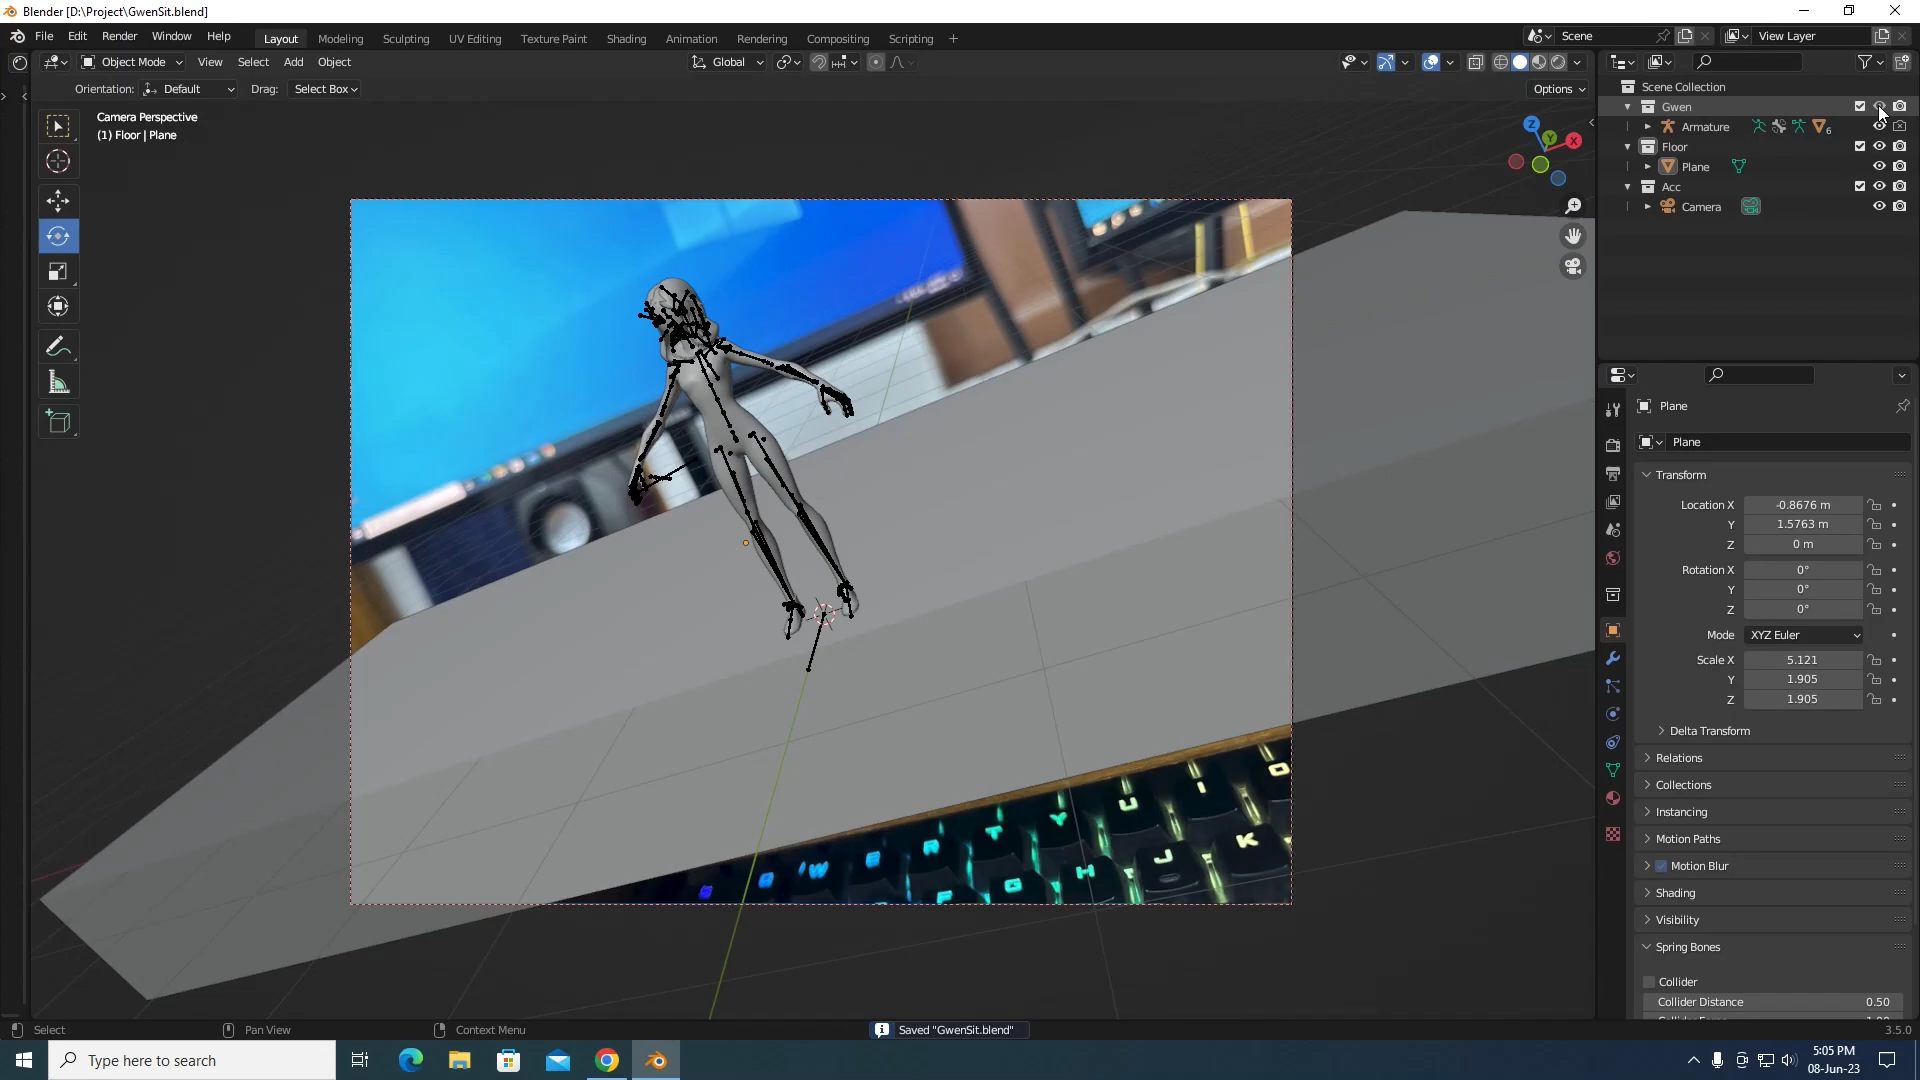 Blender [D:\Project\GwenSit.blend]
File Edit Render Window Help Layout Modeling Sculpting UV Editing Texture Paint Shading Animation Rendering Compositing Scripting Scene View Layer
Object Mode View Select Add Object Global
Orientation: Default Drag: Select Box Options
Camera Perspective
(1) Floor | Plane
Z
Y
X
R T Y U I O
W E
F G H J K
Scene Collection
Gwen
Armature 6
Floor
Plane
Acc
Camera
Plane
Plane
Transform
Location X -0.8676 m
Y 1.5763 m
Z 0 m
Rotation X 0°
Y 0°
Z 0°
Mode XYZ Euler
Scale X 5.121
Y 1.905
Z 1.905
Delta Transform
Relations
Collections
Instancing
Motion Paths
Motion Blur
Shading
Visibility
Spring Bones
Collider
Collider Distance 0.50
Select Pan View Context Menu Saved "GwenSit.blend" 3.5.0
Type here to search
5:05 PM
08-Jun-23